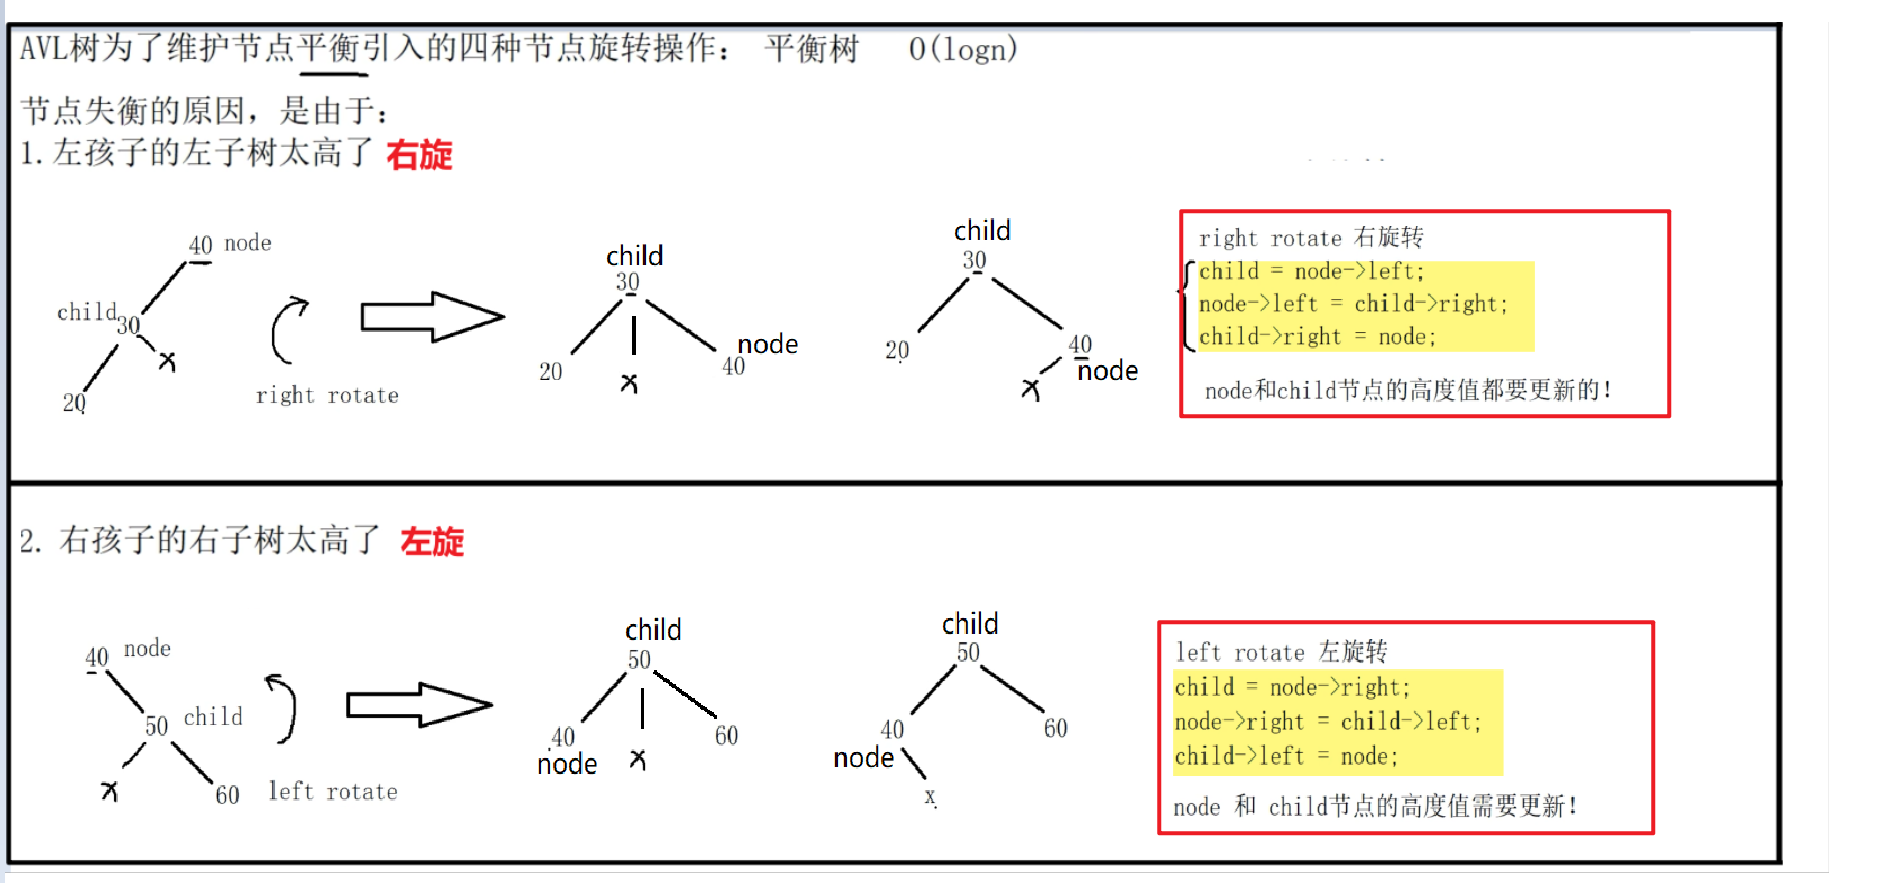 AVL树为了维护节点平衡引入的四种节点旋转操作： 平衡树 O(logn)
节点失衡的原因，是由于：
1.左孩子的左子树太高了 右旋
40 node
child
30
x
20
right rotate
child
30
20
x
node
40
child
30
20
40
node
x
right rotate 右旋转
child = node->left;
node->left = child->right;
child->right = node;
node和child节点的高度值都要更新的！
2. 右孩子的右子树太高了 左旋
40 node
50 child
x
60
left rotate
child
50
40
node
x
60
child
50
40
node
x
60
left rotate 左旋转
child = node->right;
node->right = child->left;
child->left = node;
node 和 child节点的高度值需要更新！